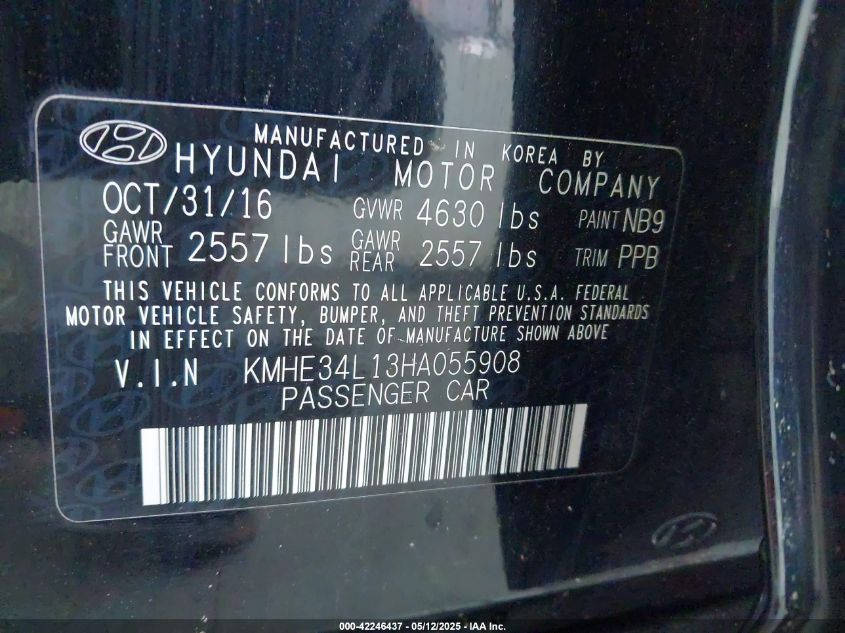 MANUFACTURED IN KOREA BY
HYUNDAI MOTOR COMPANY
OCT/31/16 GVWR 4630 lbs PAINT NB9
GAWR FRONT 2557 lbs GAWR REAR 2557 lbs TRIM PPB
THIS VEHICLE CONFORMS TO ALL APPLICABLE U.S.A. FEDERAL
MOTOR VEHICLE SAFETY, BUMPER, AND THEFT PREVENTION STANDARDS
IN EFFECT ON THE DATE OF MANUFACTURE SHOWN ABOVE
V.I.N KMHE34L13HA055908
PASSENGER CAR
000-42246437 - 05/12/2025 - IAA Inc.